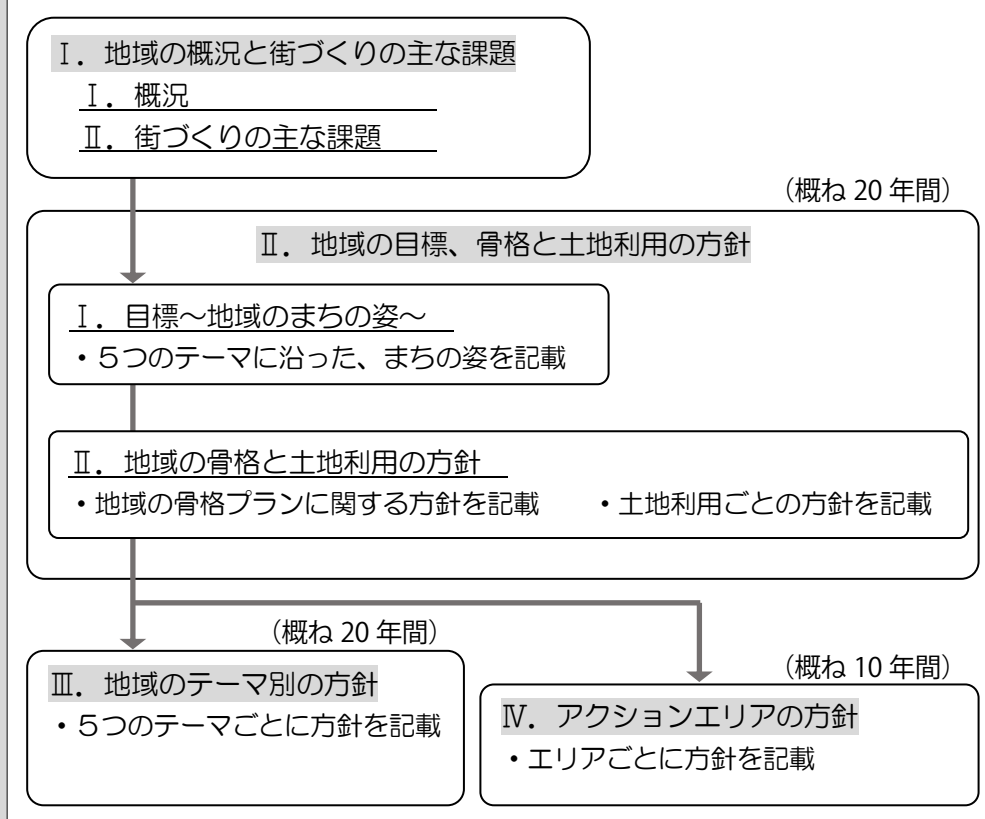 Ⅰ．地域の概況と街づくりの主な課題
Ⅰ．概況
Ⅱ．街づくりの主な課題
（概ね 20 年間）
Ⅱ．地域の目標、骨格と土地利用の方針
Ⅰ．目標～地域のまちの姿～
・５つのテーマに沿った、まちの姿を記載
Ⅱ．地域の骨格と土地利用の方針
・地域の骨格プランに関する方針を記載　・土地利用ごとの方針を記載
（概ね 20 年間）
Ⅲ．地域のテーマ別の方針
・５つのテーマごとに方針を記載
（概ね 10 年間）
Ⅳ．アクションエリアの方針
・エリアごとに方針を記載